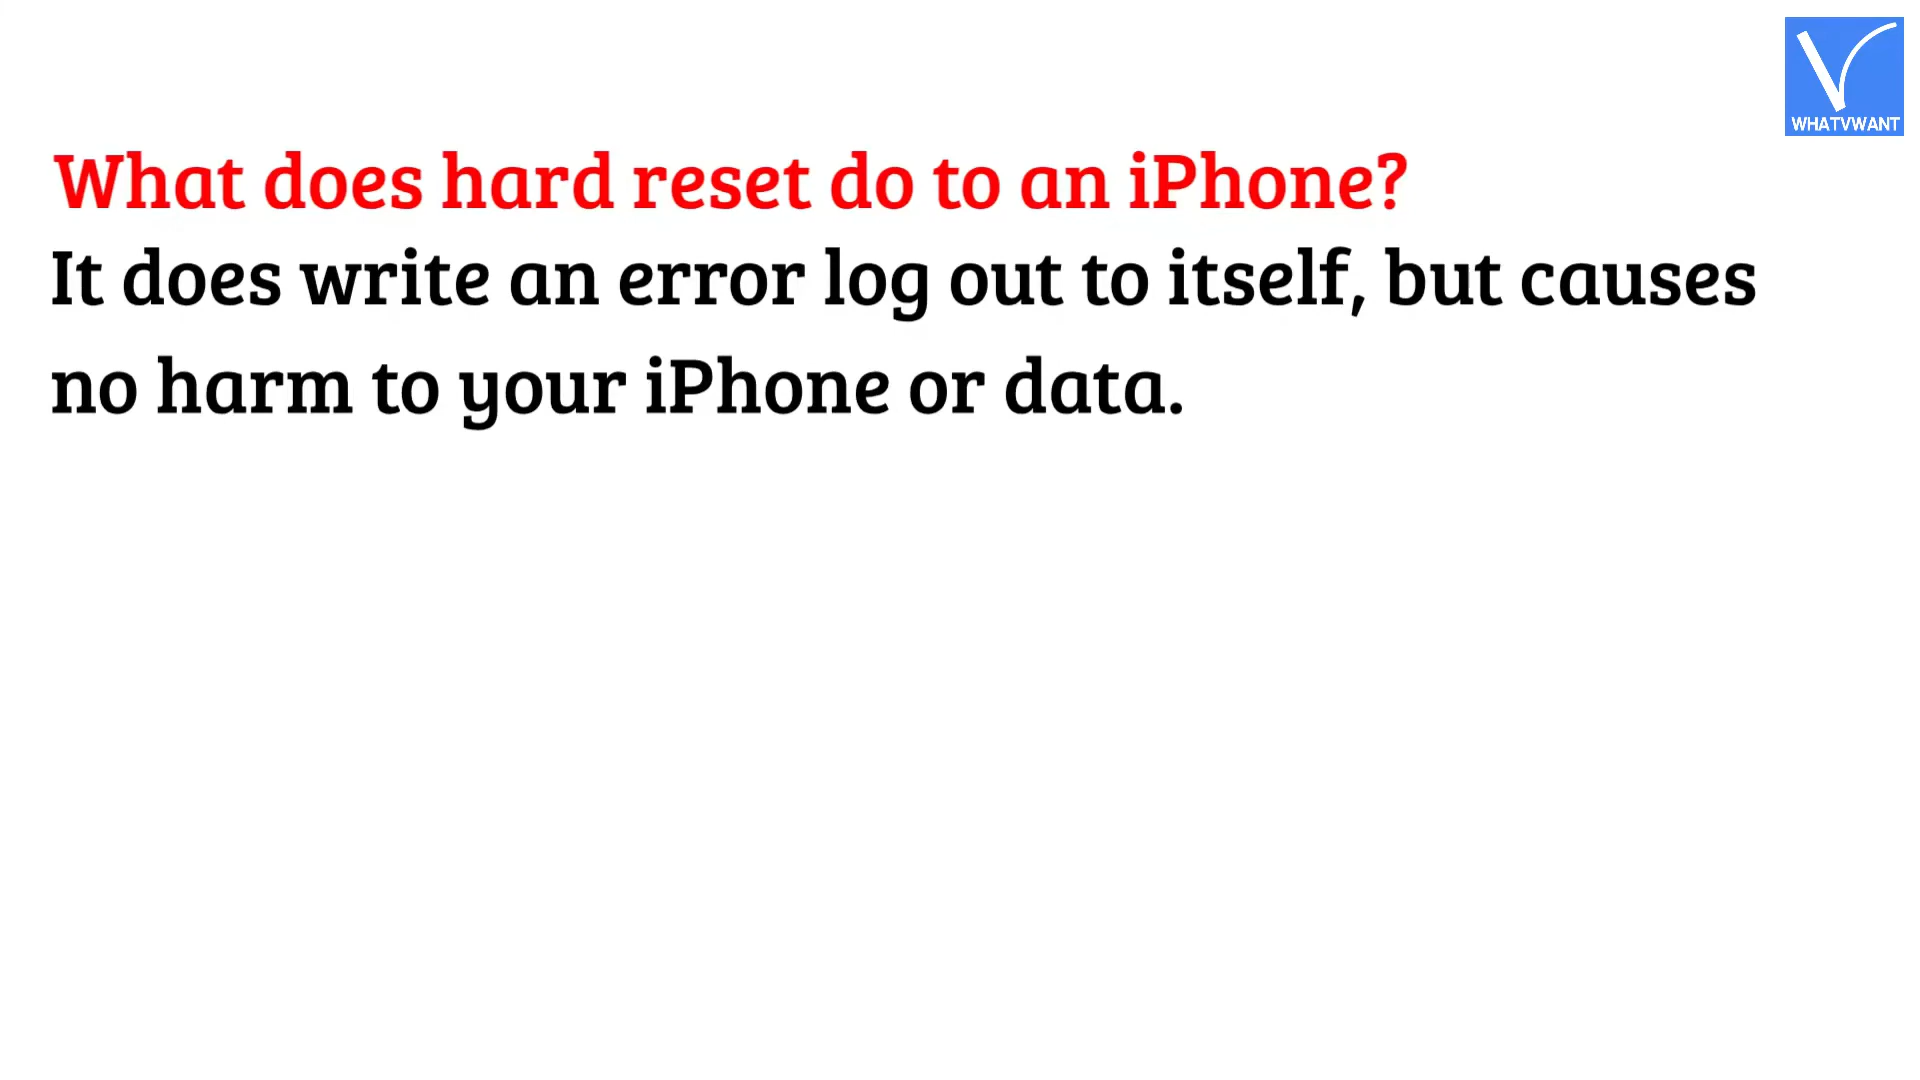 WHATVWANT
What does hard reset do to an iPhone?
It does write an error log out to itself, but causes
no harm to your iPhone or data.